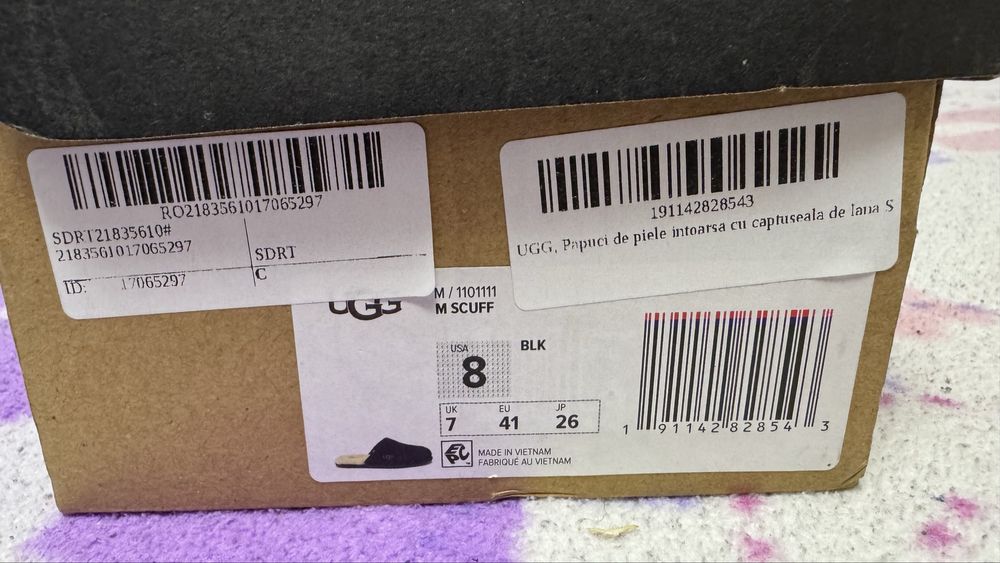 RO2183561017065297
SDRT21835610#
2183561017065297
SDRT
ID: 17065297
C
191142828543
UGG, Papuci de piele intoarsa cu captuseala de lana S
UGG
M / 1101111
M SCUFF
USA
8
BLK
UK
7
EU
41
JP
26
MADE IN VIETNAM
FABRIQUÉ AU VIETNAM
1 91142 82854 3